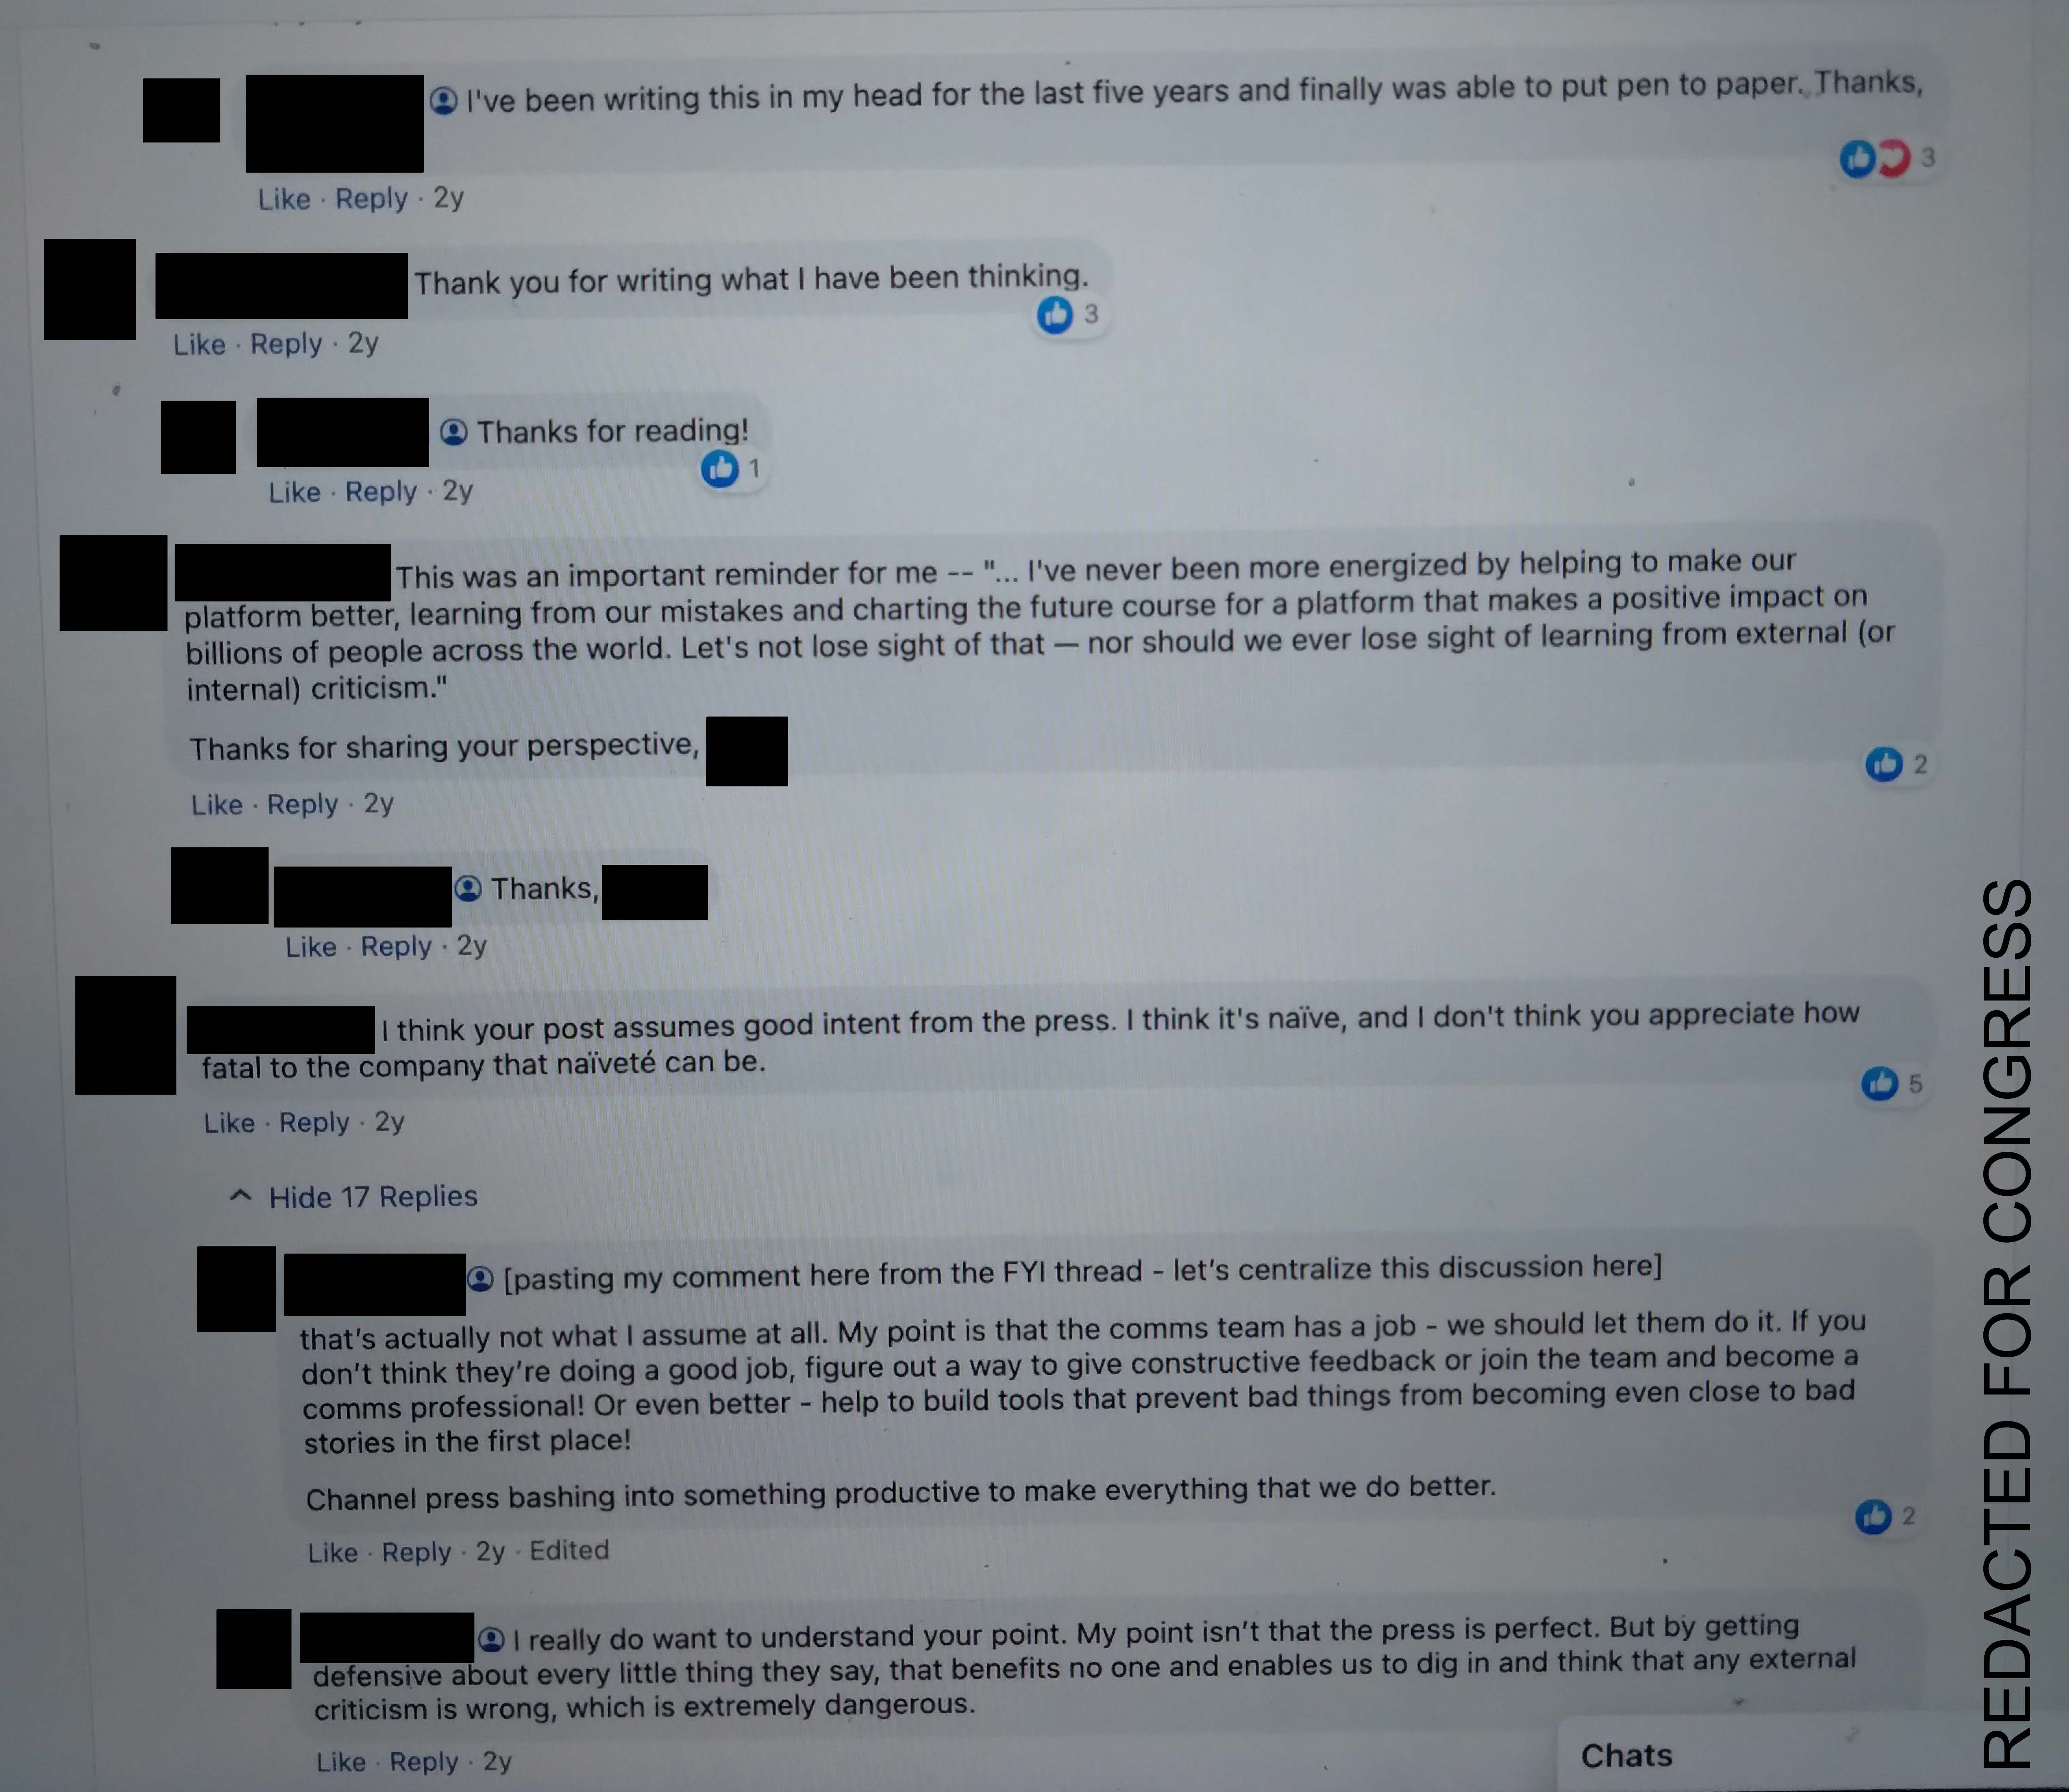 I've been writing this in my head for the last five years and finally was able to put pen to paper. Thanks,
3
Like · Reply · 2y
Thank you for writing what I have been thinking.
3
Like · Reply · 2y
Thanks for reading!
1
Like · Reply · 2y
This was an important reminder for me -- "... I've never been more energized by helping to make our
platform better, learning from our mistakes and charting the future course for a platform that makes a positive impact on
billions of people across the world. Let's not lose sight of that — nor should we ever lose sight of learning from external (or
internal) criticism."
Thanks for sharing your perspective,
2
Like · Reply · 2y
Thanks,
Like · Reply · 2y
I think your post assumes good intent from the press. I think it's naïve, and I don't think you appreciate how
fatal to the company that naïveté can be.
5
Like · Reply · 2y
Hide 17 Replies
[pasting my comment here from the FYI thread - let's centralize this discussion here]
that's actually not what I assume at all. My point is that the comms team has a job - we should let them do it. If you
don't think they're doing a good job, figure out a way to give constructive feedback or join the team and become a
comms professional! Or even better - help to build tools that prevent bad things from becoming even close to bad
stories in the first place!
Channel press bashing into something productive to make everything that we do better.
2
Like · Reply · 2y · Edited
I really do want to understand your point. My point isn't that the press is perfect. But by getting
defensive about every little thing they say, that benefits no one and enables us to dig in and think that any external
criticism is wrong, which is extremely dangerous.
Like · Reply · 2y
Chats
REDACTED FOR CONGRESS